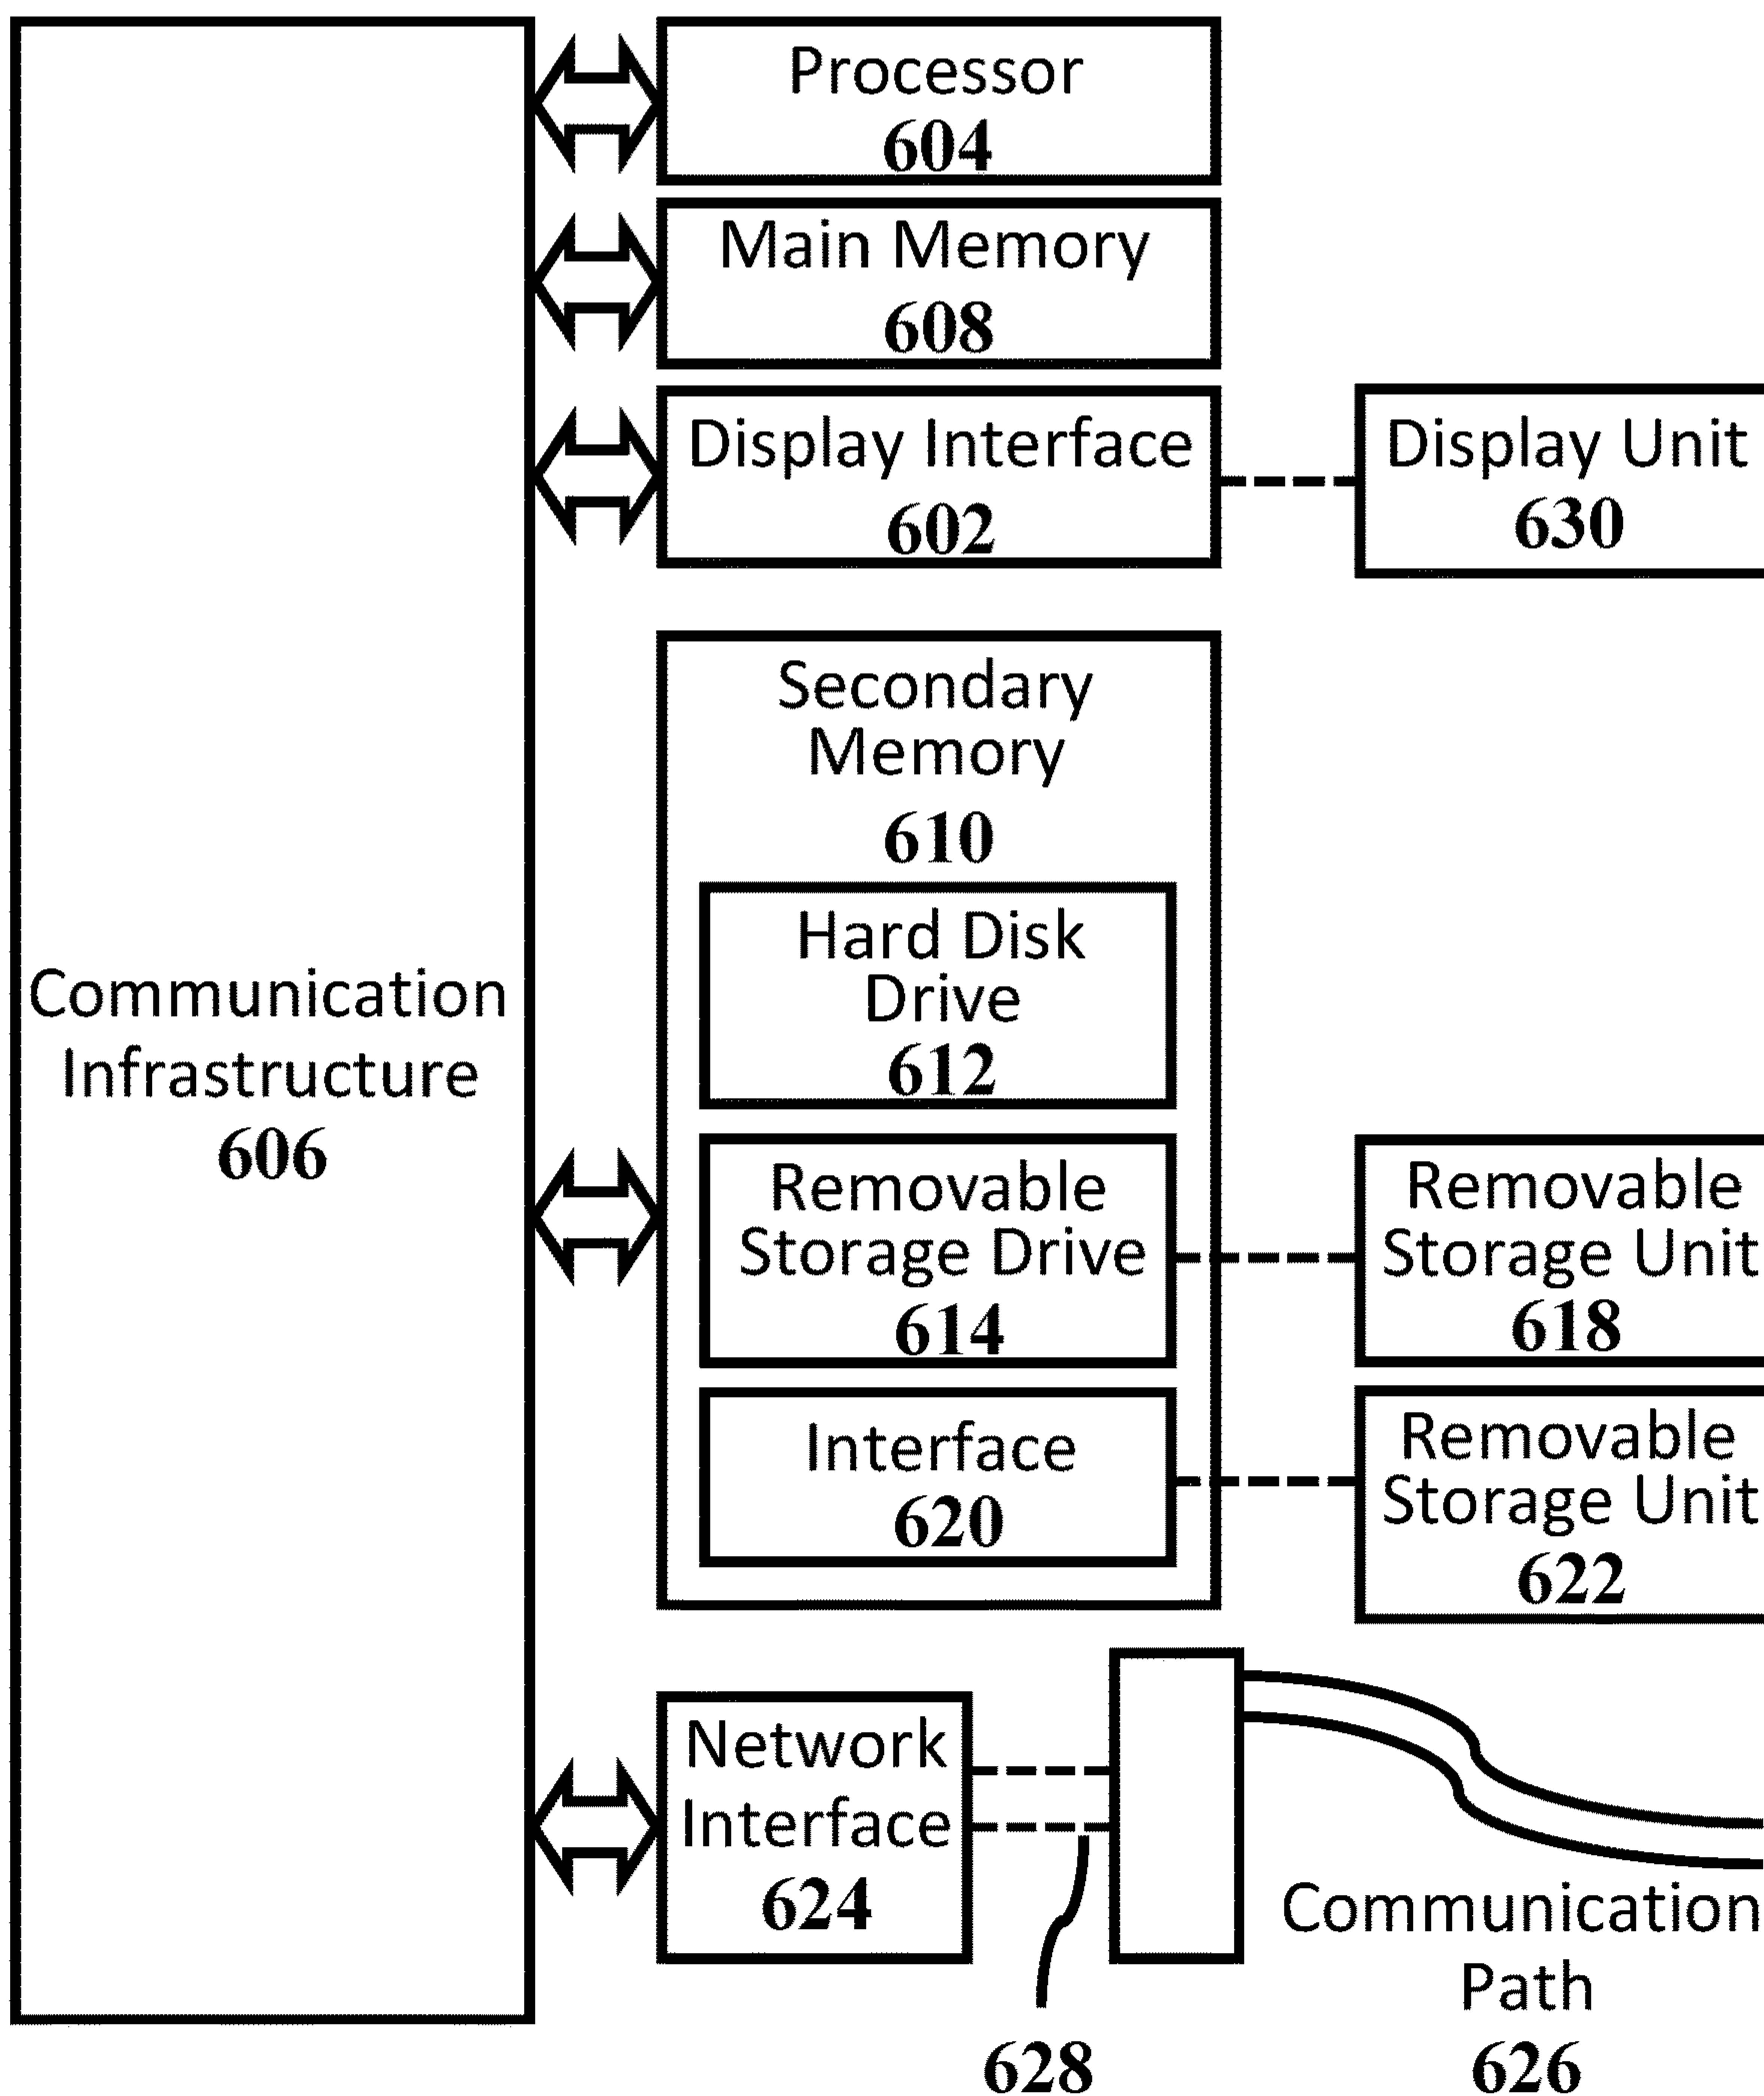 Processor
604
Main Memory
608
Display Interface
602
Display Unit
630
Secondary
Memory
610
Hard Disk
Drive
612
Communication
Infrastructure
606
Removable
Storage Drive
614
Removable
Storage Unit
618
Interface
620
Removable
Storage Unit
622
Network
Interface
624
628
Communication
Path
626